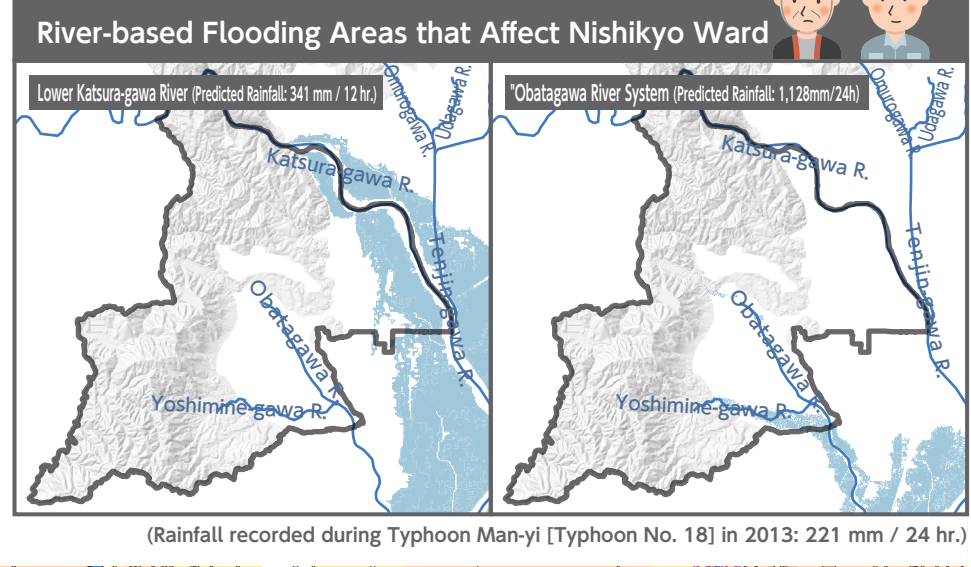 River-based Flooding Areas that Affect Nishikyo Ward
Lower Katsura-gawa River (Predicted Rainfall: 341 mm / 12 hr.)
Omurogawa R.
Udagawa R.
Katsura-gawa R.
Tenjin-gawa R.
Obatagawa R.
Yoshimine-gawa R.
"Obatagawa River System (Predicted Rainfall: 1,128mm/24h)
Omurogawa R.
Udagawa R.
Katsura-gawa R.
Tenjin-gawa R.
Obatagawa R.
Yoshimine-gawa R.
(Rainfall recorded during Typhoon Man-yi [Typhoon No. 18] in 2013: 221 mm / 24 hr.)